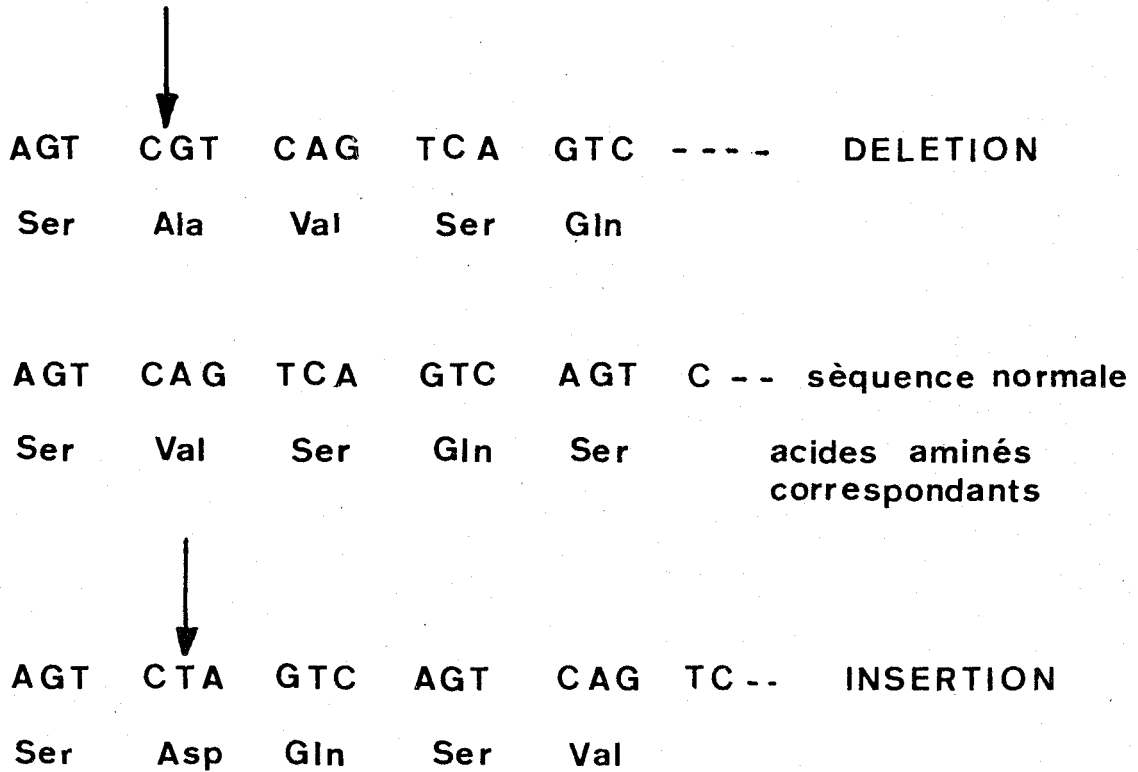 AGT CGT CAG TCA GTC ---- DELETION
Ser Ala Val Ser Gln
AGT CAG TCA GTC AGT C -- sèquence normale
Ser Val Ser Gln Ser acides aminés
correspondants
AGT CTA GTC AGT CAG TC -- INSERTION
Ser Asp Gln Ser Val